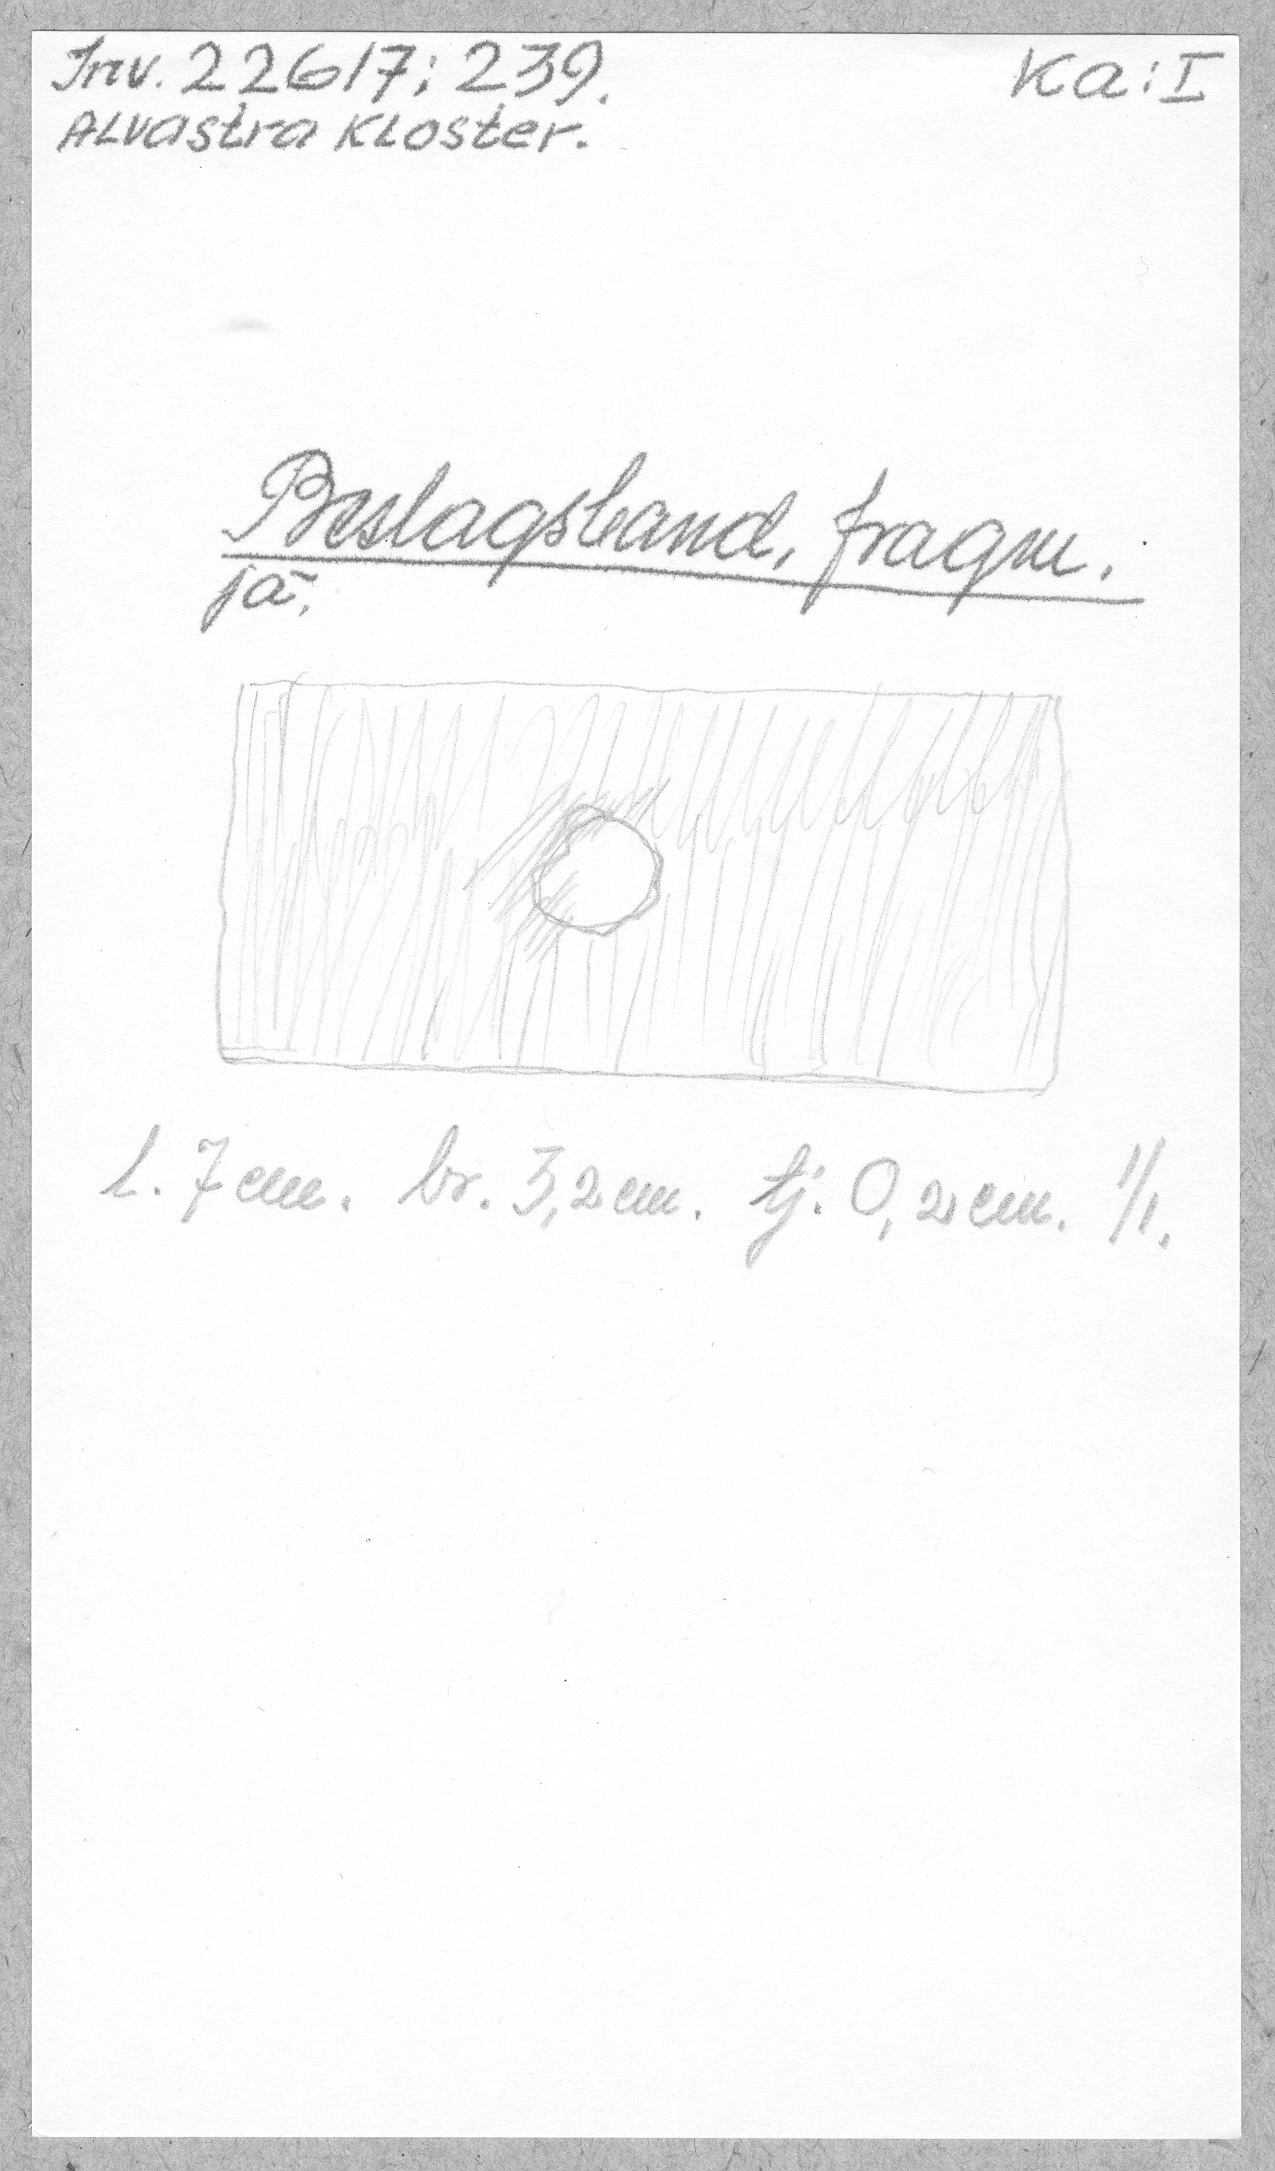 Inv. 22617; 239.
Ka: I
Alvastra Kloster.
Beslagsband, fragm.
jä.
l. 7 cm. br. 3,2 cm. tj. 0,2 cm. 1/1.